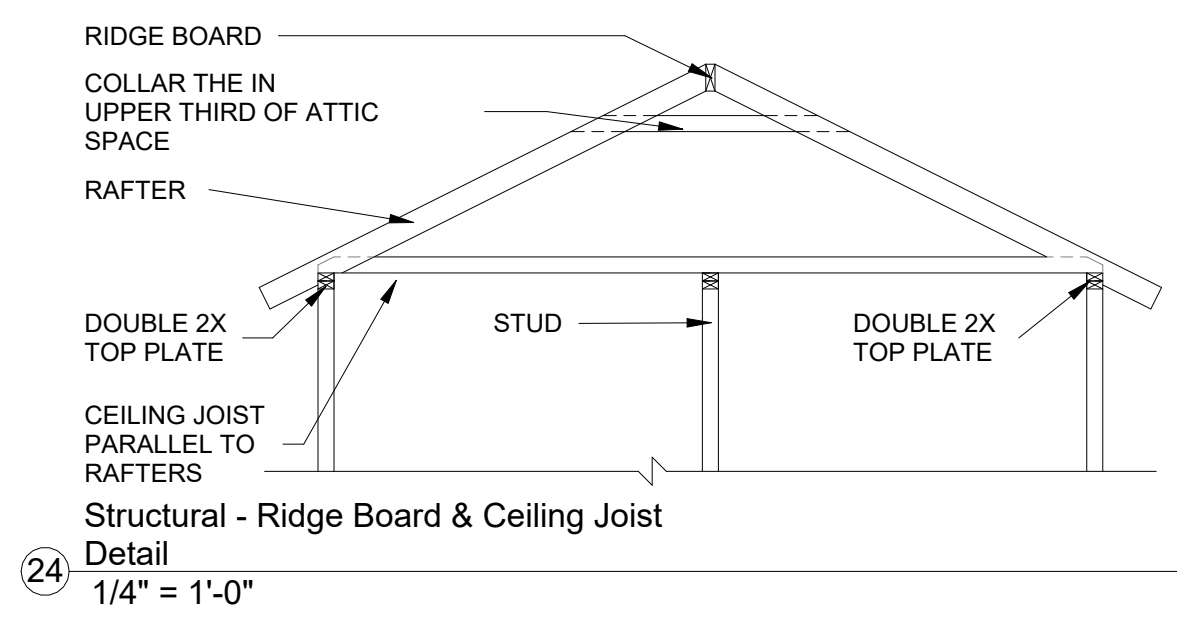 RIDGE BOARD
COLLAR THE IN
UPPER THIRD OF ATTIC
SPACE
RAFTER
DOUBLE 2X
TOP PLATE
STUD
DOUBLE 2X
TOP PLATE
CEILING JOIST
PARALLEL TO
RAFTERS
Structural - Ridge Board & Ceiling Joist
Detail
24
1/4" = 1'-0"